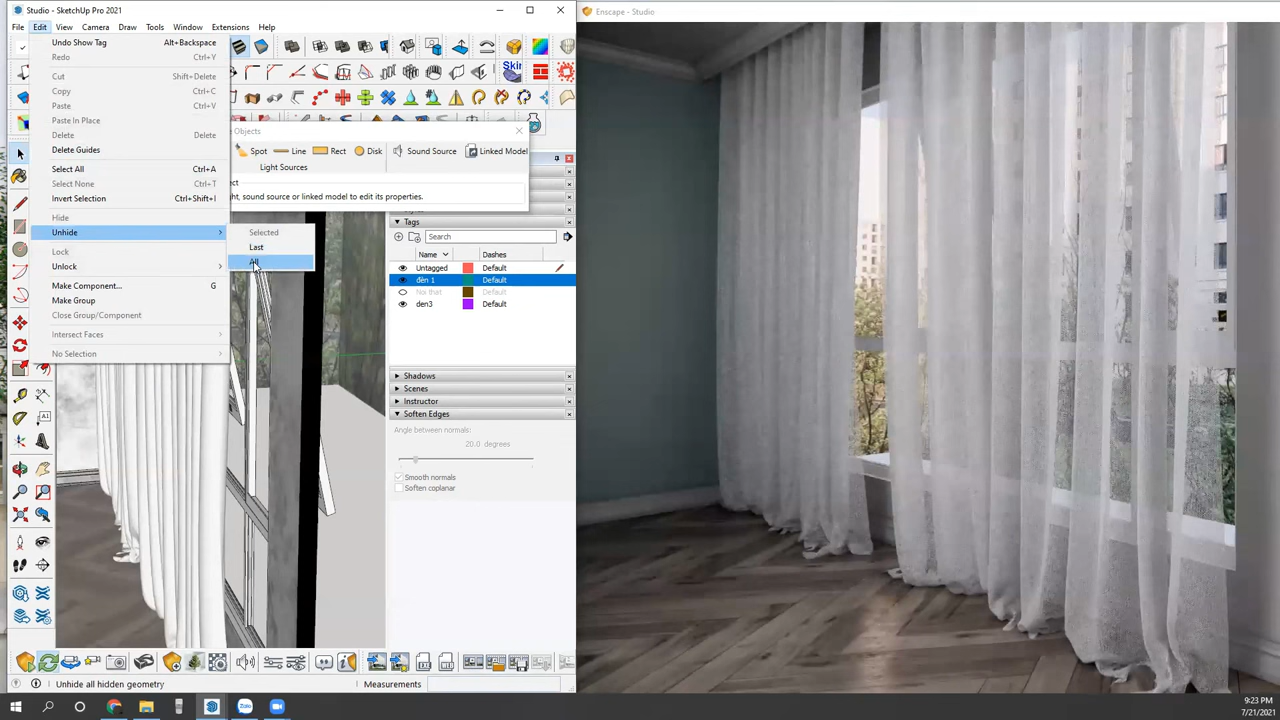 Studio - SketchUp Pro 2021
Enscape - Studio
File Edit View Camera Draw Tools Window Extensions Help
Undo Show Tag Alt+Backspace
Redo Ctrl+Y
Cut Shift+Delete
Copy Ctrl+C
Paste Ctrl+V
Paste In Place
Delete Delete
Delete Guides
Select All Ctrl+A
Select None Ctrl+T
Invert Selection Ctrl+Shift+I
Hide
Unhide
Lock
Unlock
Make Component... G
Make Group
Close Group/Component
Intersect Faces
No Selection
Selected
Last
All
Objects
Spot Line Rect Disk Sound Source Linked Model
Light Sources
ht, sound source or linked model to edit its properties.
Tags
Search
Name Dashes
Untagged Default
đèn 1 Default
Noi that Default
den3 Default
Shadows
Scenes
Instructor
Soften Edges
Angle between normals:
20.0 degrees
Smooth normals
Soften coplanar
Unhide all hidden geometry
Measurements
Zalo
9:23 PM
7/21/2021